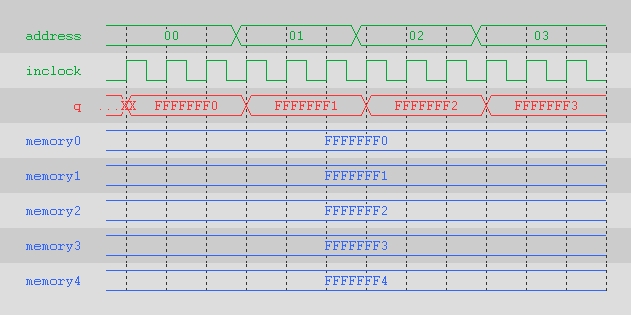 address 00 01 02 03
inclock
q ...XX FFFFFFF0 FFFFFFF1 FFFFFFF2 FFFFFFF3
memory0 FFFFFFF0
memory1 FFFFFFF1
memory2 FFFFFFF2
memory3 FFFFFFF3
memory4 FFFFFFF4